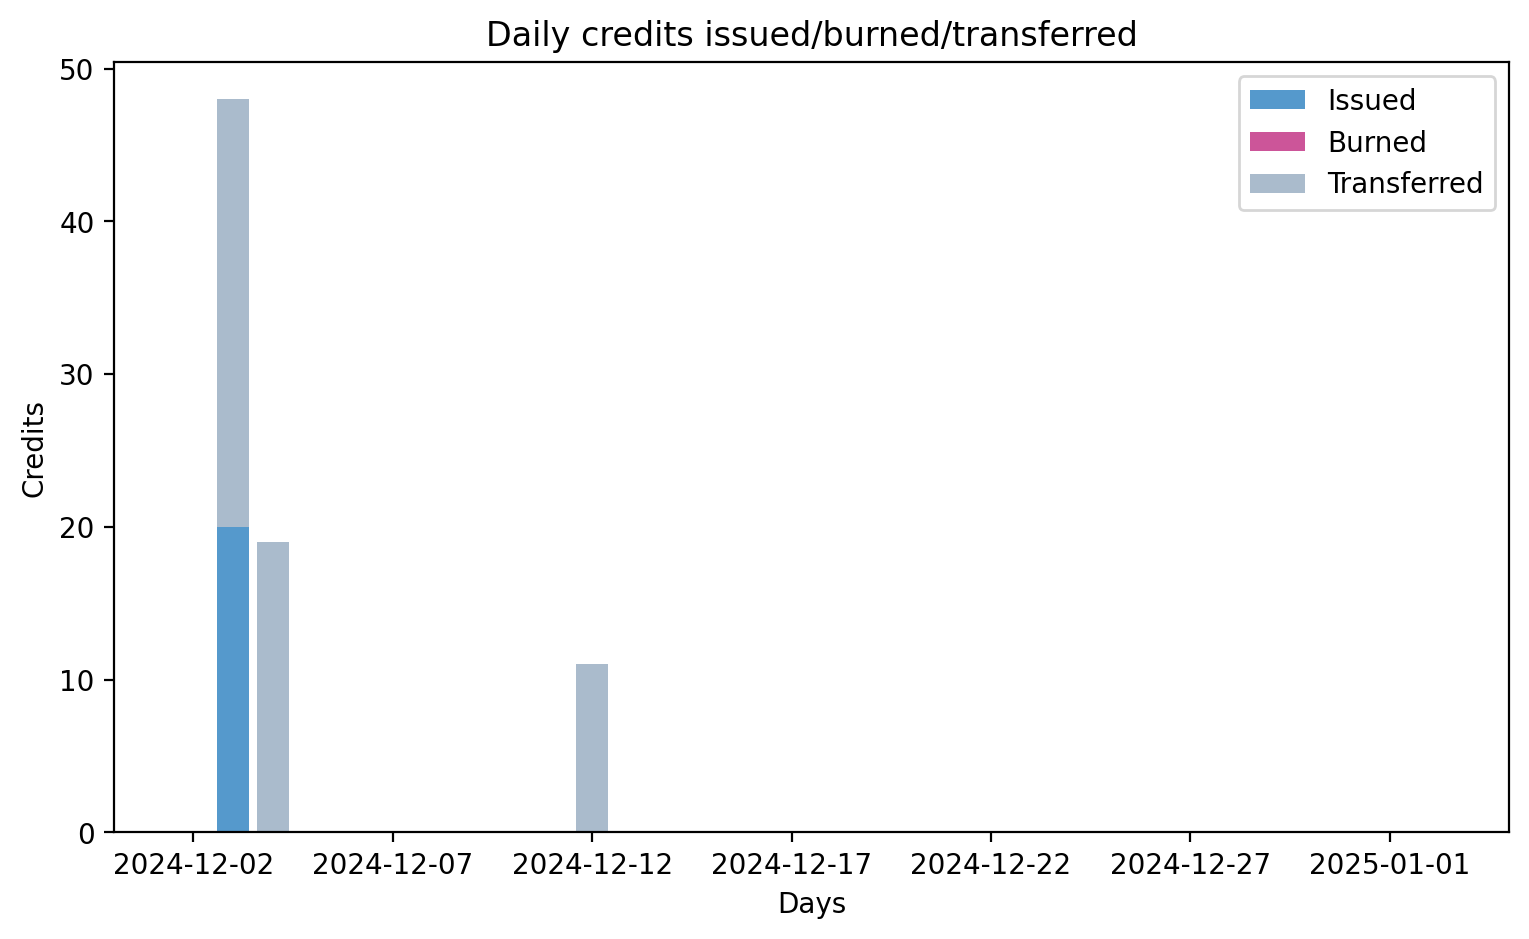 Daily credits issued/burned/transferred
50
40
30
20
10
0
Credits
Issued
Burned
Transferred
2024-12-02 2024-12-07 2024-12-12 2024-12-17 2024-12-22 2024-12-27 2025-01-01
Days